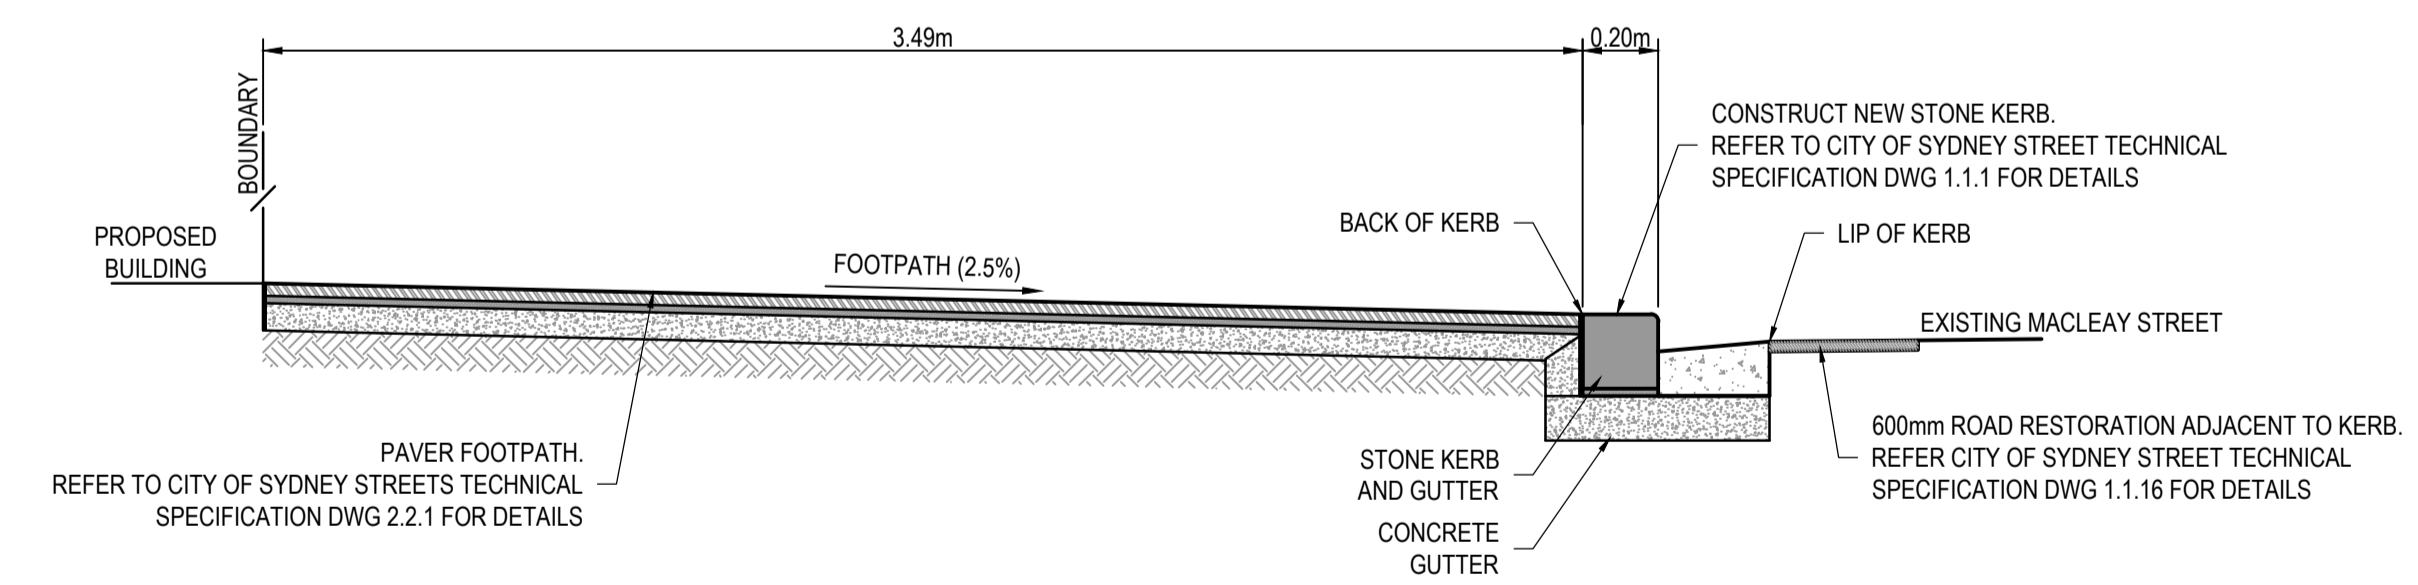 3.49m
0.20m
BOUNDARY
CONSTRUCT NEW STONE KERB.
REFER TO CITY OF SYDNEY STREET TECHNICAL
SPECIFICATION DWG 1.1.1 FOR DETAILS
PROPOSED
BUILDING
FOOTPATH (2.5%)
BACK OF KERB
LIP OF KERB
EXISTING MACLEAY STREET
PAVER FOOTPATH.
REFER TO CITY OF SYDNEY STREETS TECHNICAL
SPECIFICATION DWG 2.2.1 FOR DETAILS
STONE KERB
AND GUTTER
CONCRETE
GUTTER
600mm ROAD RESTORATION ADJACENT TO KERB.
REFER CITY OF SYDNEY STREET TECHNICAL
SPECIFICATION DWG 1.1.16 FOR DETAILS